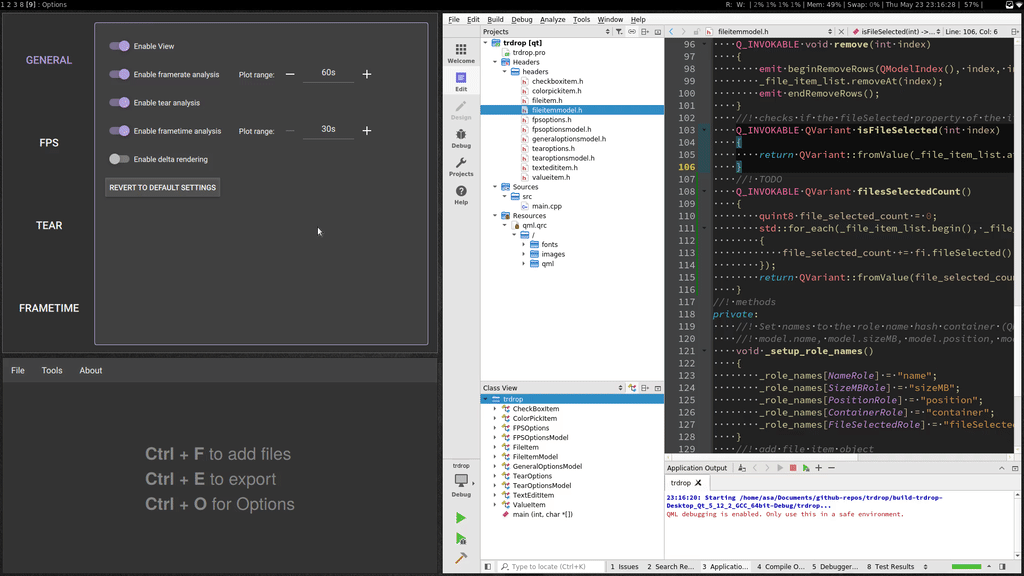 1 2 3 8 [9] : Options
R: W: | 2% 1% 1% 1% | Mem: 49% | Swap: 0% | Thu May 23 23:16:28 | 57% |
GENERAL
FPS
TEAR
FRAMETIME
Enable View
Enable framerate analysis Plot range: 60s
Enable tear analysis
Enable frametime analysis Plot range: 30s
Enable delta rendering
REVERT TO DEFAULT SETTINGS
File Tools About
Ctrl + F to add files
Ctrl + E to export
Ctrl + O for Options
File Edit Build Debug Analyze Tools Window Help
Welcome
Edit
Design
Debug
Projects
Help
trdrop
Debug
Projects
trdrop [qt]
trdrop.pro
Headers
headers
checkboxitem.h
colorpickitem.h
fileitem.h
fileitemmodel.h
fpsoptions.h
fpsoptionsmodel.h
generaloptionsmodel.h
tearoptions.h
tearoptionsmodel.h
textedititem.h
valueitem.h
Sources
src
main.cpp
Resources
qml.qrc
/
fonts
images
qml
Class View
trdrop
CheckBoxItem
ColorPickItem
FPSOptions
FPSOptionsModel
FileItem
FileItemModel
GeneralOptionsModel
TearOptions
TearOptionsModel
TextEditItem
ValueItem
main (int, char *[])
fileitemmodel.h isFileSelected(int) ->... Line: 106, Col: 6
96 ····Q_INVOKABLE·void·remove(int·index)
97 ····{
98 ········emit·beginRemoveRows(QModelIndex(),·index,·in
99 ········_file_item_list.removeAt(index);
100 ········emit·endRemoveRows();
101 ····}
102 ····//!·checks·if·the·fileSelected·property·of·the·i
103 ····Q_INVOKABLE·QVariant·isFileSelected(int·index)
104 ····{
105 ········return·QVariant::fromValue(_file_item_list.at
106 ····}
107 ····//!·TODO
108 ····Q_INVOKABLE·QVariant·filesSelectedCount()
109 ····{
110 ········quint8·file_selected_count·=·0;
111 ········std::for_each(_file_item_list.begin(),·_file_
112 ········{
113 ············file_selected_count·+=·fi.fileSelected()
114 ········});
115 ········return·QVariant::fromValue(file_selected_coun
116 ····}
117 //!·methods
118 private:
119 ····//!·Set·names·to·the·role·name·hash·container·(Q
120 ····//!·model.name,·model.sizeMB,·model.position,·mo
121 ····void·_setup_role_names()
122 ····{
123 ········_role_names[NameRole]·=·"name";
124 ········_role_names[SizeMBRole]·=·"sizeMB";
125 ········_role_names[PositionRole]·=·"position";
126 ········_role_names[ContainerRole]·=·"container";
127 ········_role_names[FileSelectedRole]·=·"fileSelected
128 ····}
129 ····//!·add·file·item·object
Application Output
trdrop
23:16:20: Starting /home/asa/Documents/github-repos/trdrop/build-trdrop-
Desktop_Qt_5_12_2_GCC_64bit-Debug/trdrop...
QML debugging is enabled. Only use this in a safe environment.
Type to locate (Ctrl+K) 1 Issues 2 Search Re... 3 Applicatio... 4 Compile O... 5 Debugger... 8 Test Results